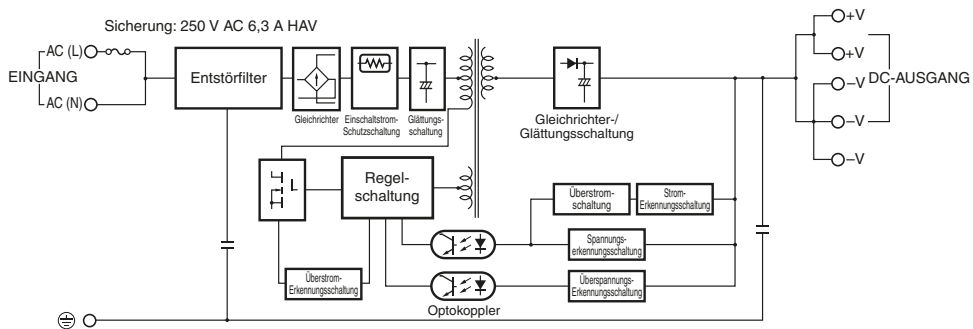 Sicherung: 250 V AC 6,3 A HAV
AC (L)
EINGANG
AC (N)
Entstörfilter
Gleichrichter
Einschaltstrom-
Schutzschaltung
Glättungs-
schaltung
Gleichrichter-/
Glättungsschaltung
+V
+V
–V
DC-AUSGANG
–V
–V
Regel-
schaltung
Überstrom-
schaltung
Strom-
Erkennungsschaltung
Spannungs-
erkennungsschaltung
Überstrom-
Erkennungsschaltung
Überspannungs-
Erkennungsschaltung
Optokoppler